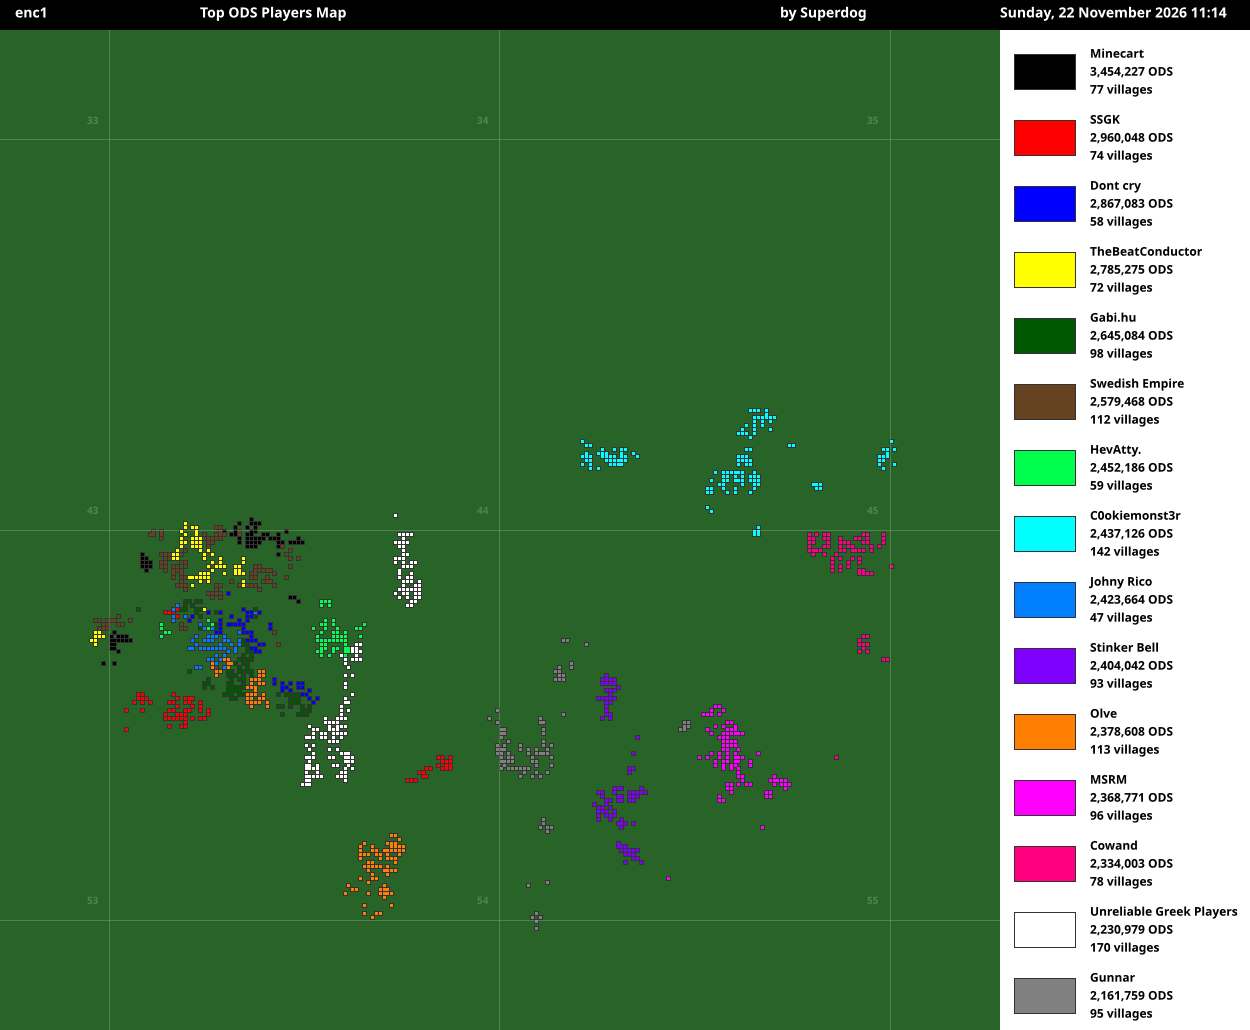 enc1 Top ODS Players Map by Superdog Sunday, 22 November 2026 11:14
33 34 35
43 44 45
53 54 55
Minecart
3,454,227 ODS
77 villages
SSGK
2,960,048 ODS
74 villages
Dont cry
2,867,083 ODS
58 villages
TheBeatConductor
2,785,275 ODS
72 villages
Gabi.hu
2,645,084 ODS
98 villages
Swedish Empire
2,579,468 ODS
112 villages
HevAtty.
2,452,186 ODS
59 villages
C0okiemonst3r
2,437,126 ODS
142 villages
Johny Rico
2,423,664 ODS
47 villages
Stinker Bell
2,404,042 ODS
93 villages
Olve
2,378,608 ODS
113 villages
MSRM
2,368,771 ODS
96 villages
Cowand
2,334,003 ODS
78 villages
Unreliable Greek Players
2,230,979 ODS
170 villages
Gunnar
2,161,759 ODS
95 villages